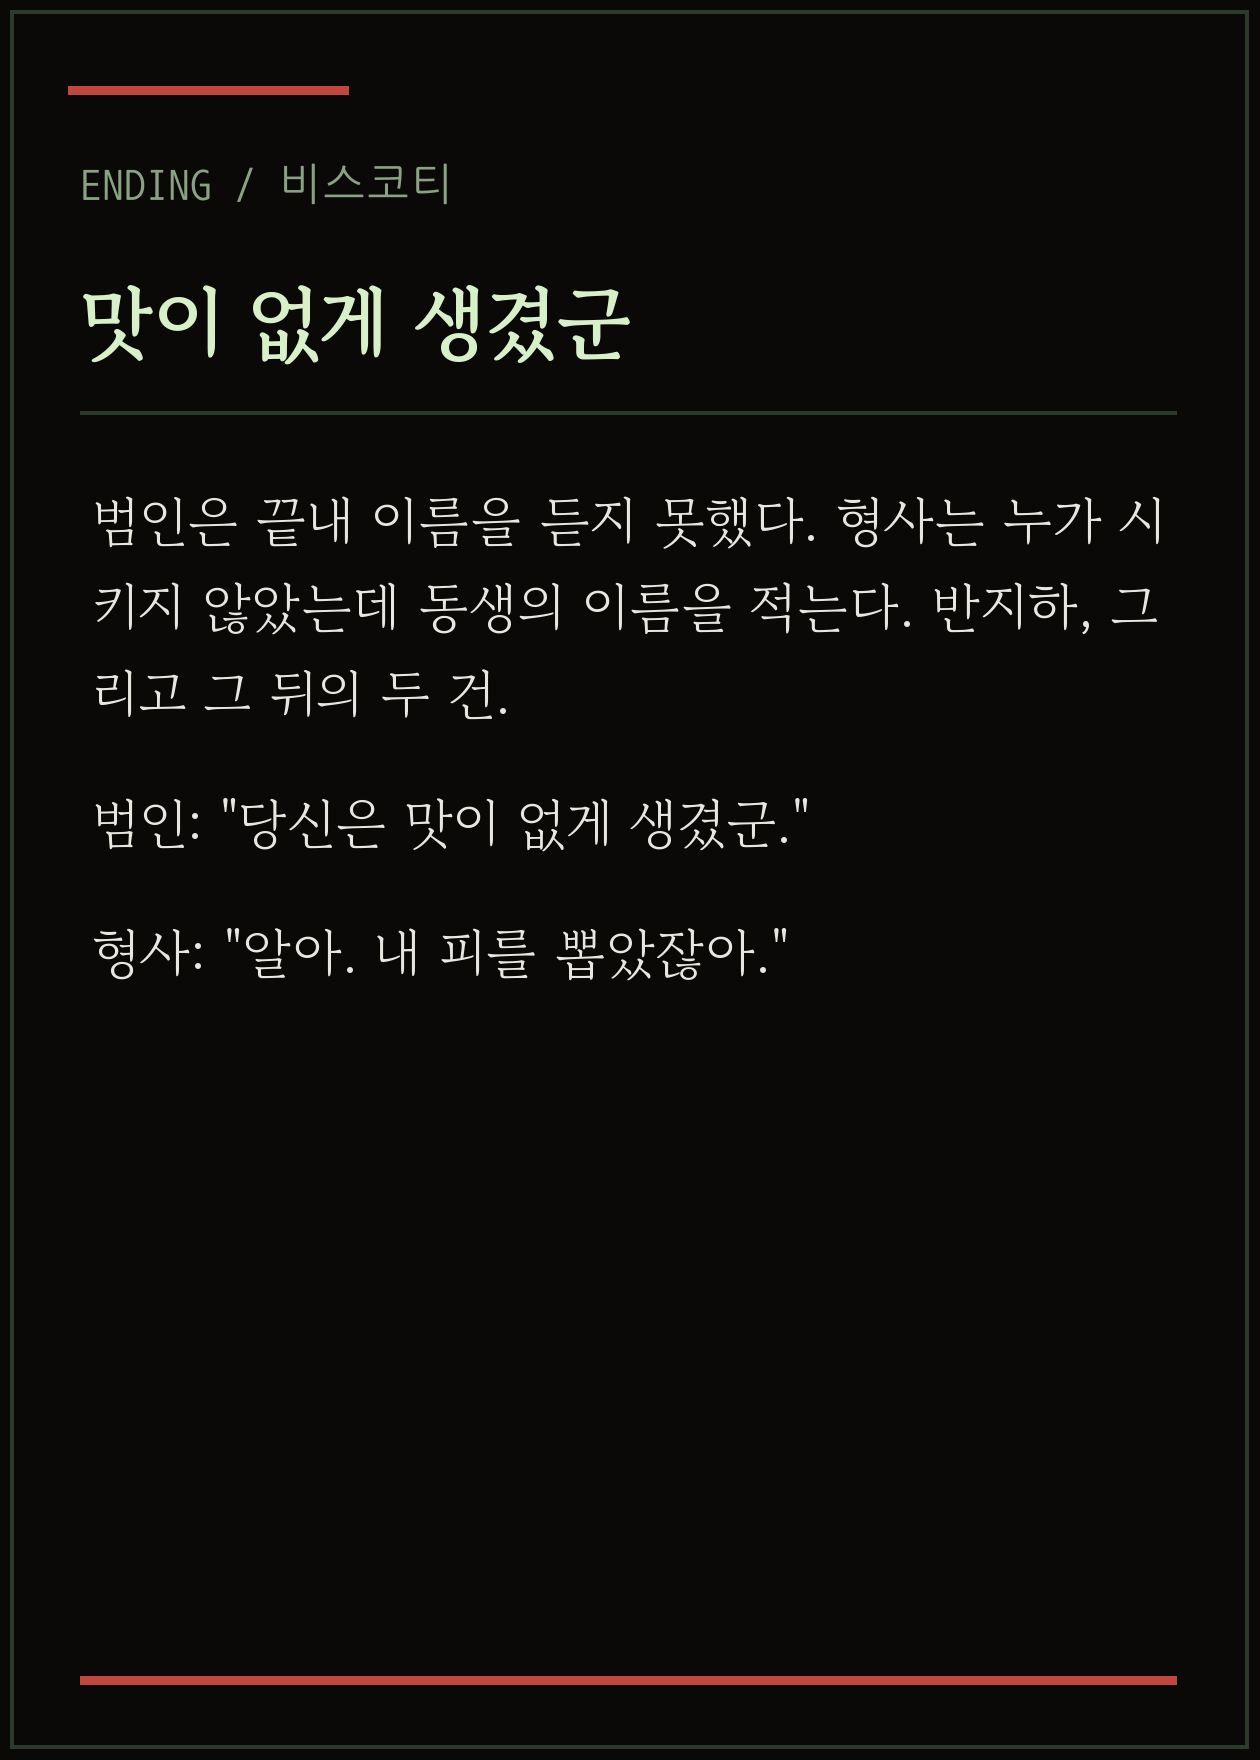 ENDING / 비스코티
맛이 없게 생겼군
범인은 끝내 이름을 듣지 못했다. 형사는 누가 시
키지 않았는데 동생의 이름을 적는다. 반지하, 그
리고 그 뒤의 두 건.
범인: "당신은 맛이 없게 생겼군."
형사: "알아. 내 피를 뽑았잖아."